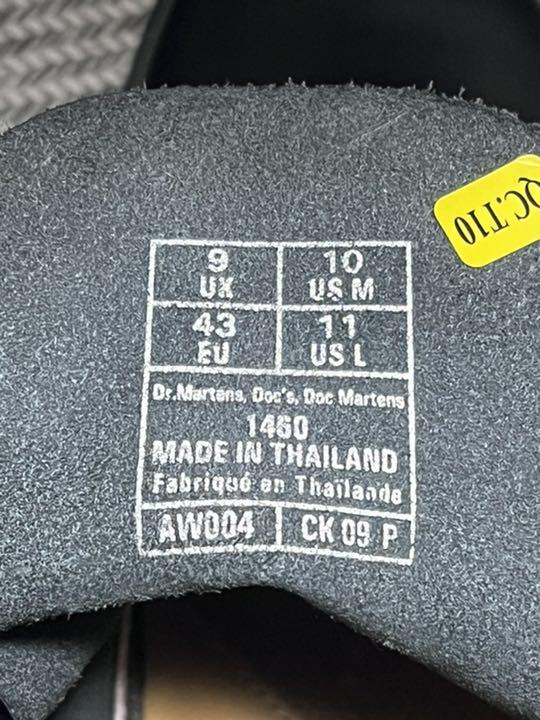 9 UK
10 US M
43 EU
11 US L
Dr.Martens, Doc's, Doc Martens
1460
MADE IN THAILAND
Fabriqué en Thaïlande
AW004
CK 09 P
QC.T10